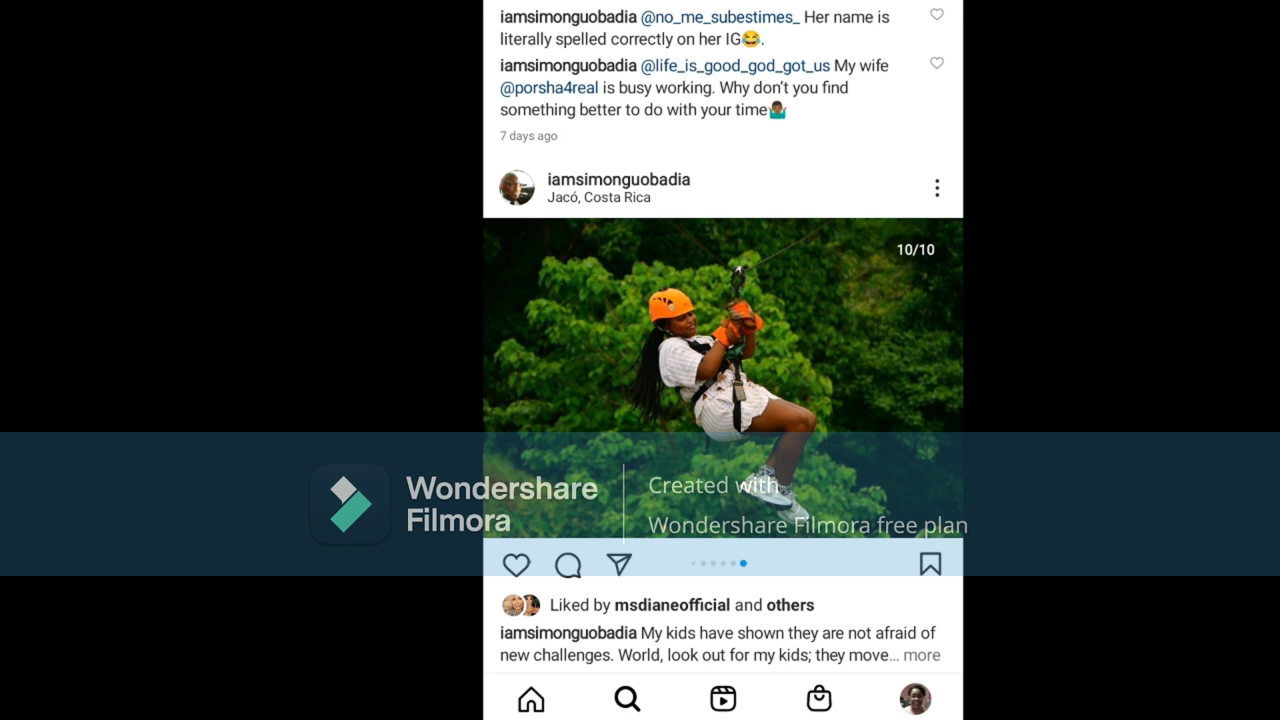 iamsimonguobadia @no_me_subestimes_ Her name is
literally spelled correctly on her IG😂.
iamsimonguobadia @life_is_good_god_got_us My wife
@porsha4real is busy working. Why don’t you find
something better to do with your time🤷🏾‍♂️
7 days ago
iamsimonguobadia
Jacó, Costa Rica
10/10
Wondershare
Filmora
Created with
Wondershare Filmora free plan
Liked by msdianeofficial and others
iamsimonguobadia My kids have shown they are not afraid of
new challenges. World, look out for my kids; they move... more